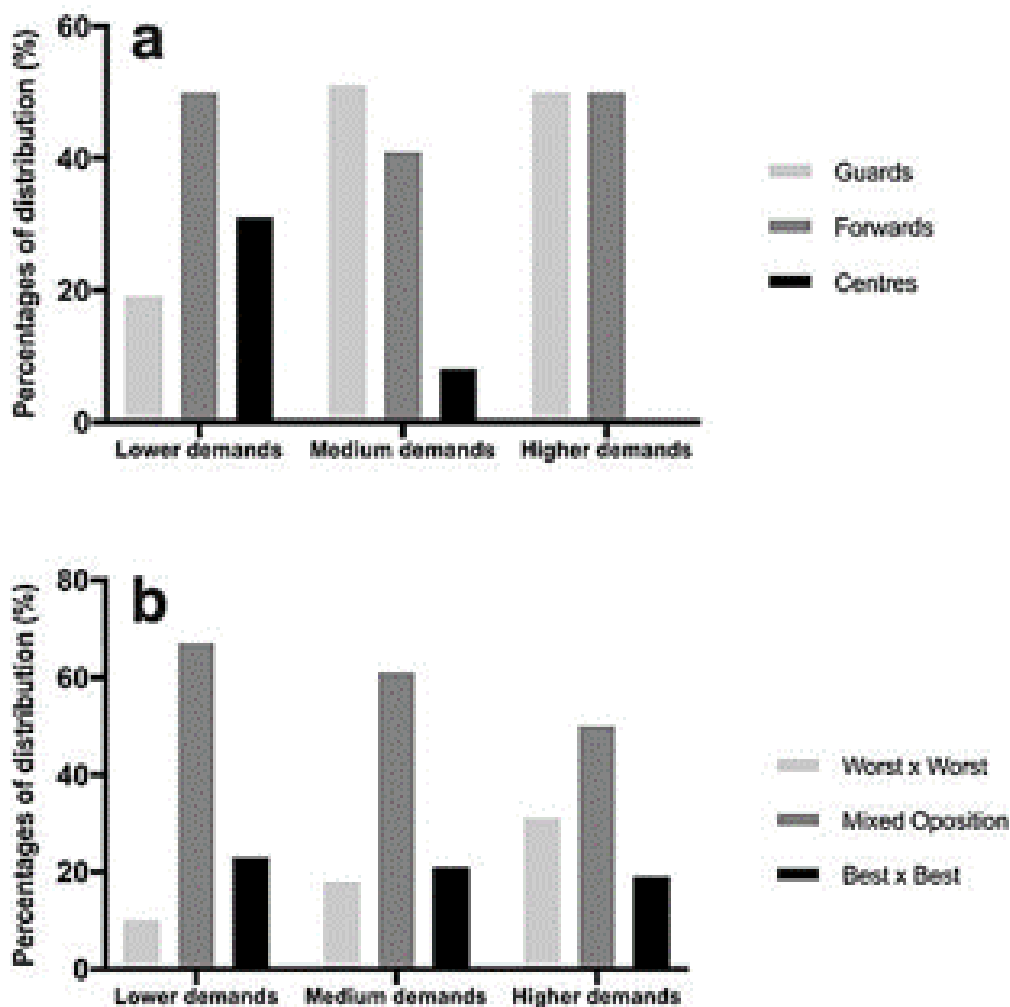 a
Percentages of distribution (%)
60
40
20
0
Lower demands Medium demands Higher demands
Guards
Forwards
Centres
b
Percentages of distribution (%)
80
60
40
20
0
Lower demands Medium demands Higher demands
Worst x Worst
Mixed Oposition
Best x Best